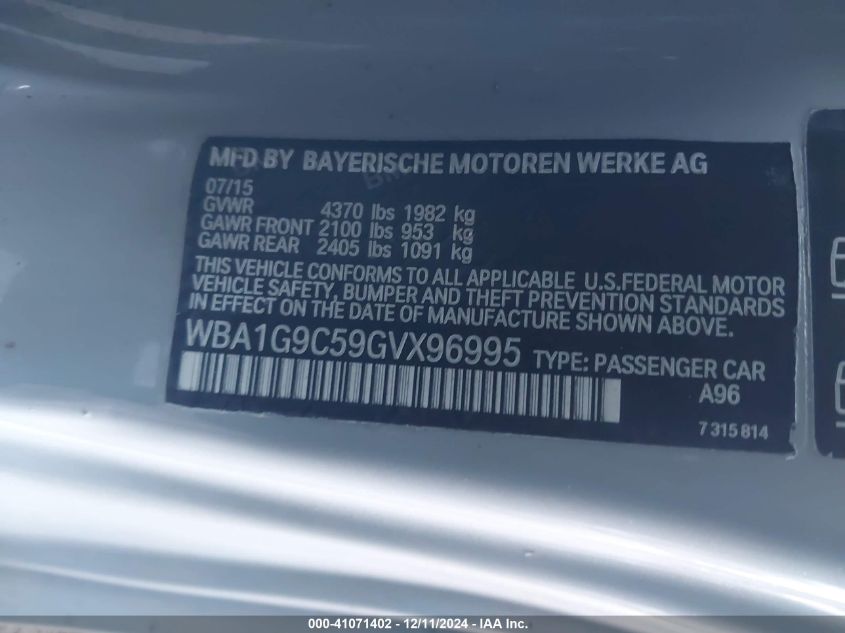 MFD BY BAYERISCHE MOTOREN WERKE AG
07/15
GVWR 4370 lbs 1982 kg
GAWR FRONT 2100 lbs 953 kg
GAWR REAR 2405 lbs 1091 kg
THIS VEHICLE CONFORMS TO ALL APPLICABLE U.S.FEDERAL MOTOR
VEHICLE SAFETY, BUMPER AND THEFT PREVENTION STANDARDS
IN EFFECT ON THE DATE OF MANUFACTURE SHOWN ABOVE.
WBA1G9C59GVX96995 TYPE: PASSENGER CAR
A96
7 315 814
000-41071402 - 12/11/2024 - IAA Inc.